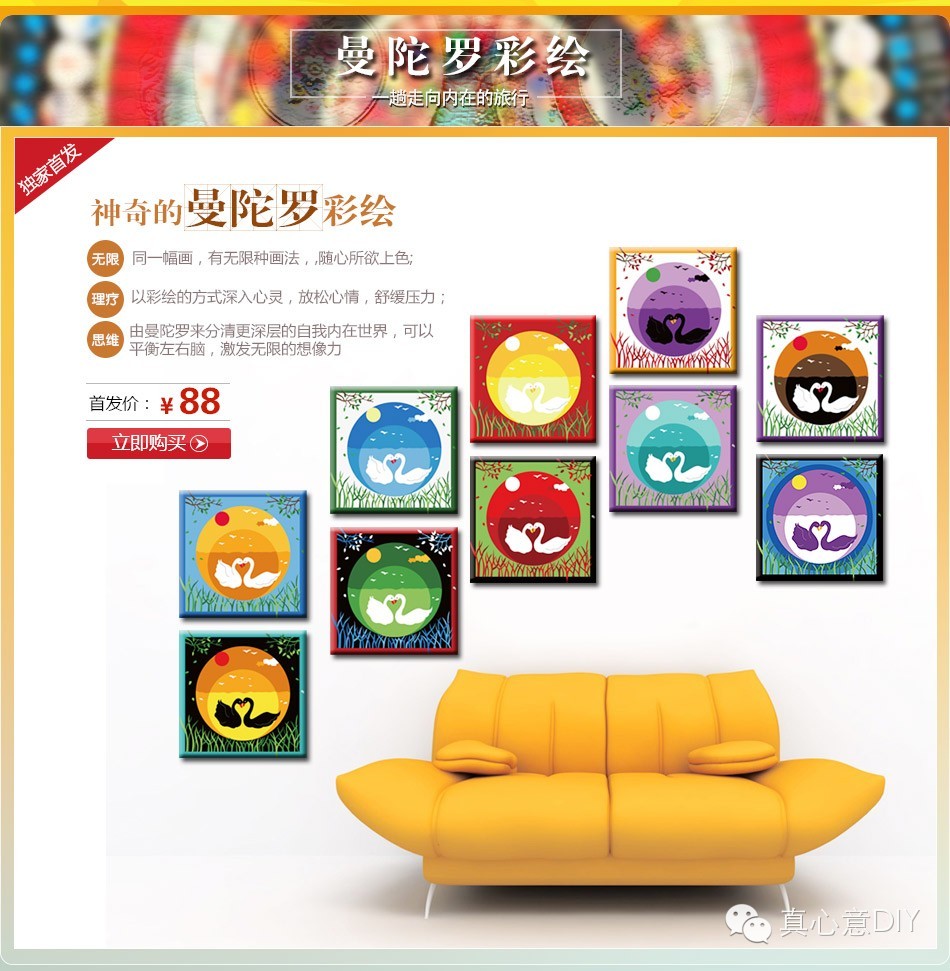 曼陀罗彩绘
一趟走向内在的旅行
独家首发
神奇的曼陀罗彩绘
无限 同一幅画，有无限种画法，,随心所欲上色;
理疗 以彩绘的方式深入心灵，放松心情，舒缓压力；
思维 由曼陀罗来分清更深层的自我内在世界，可以
平衡左右脑，激发无限的想像力
首发价：¥88
立即购买
真心意DIY